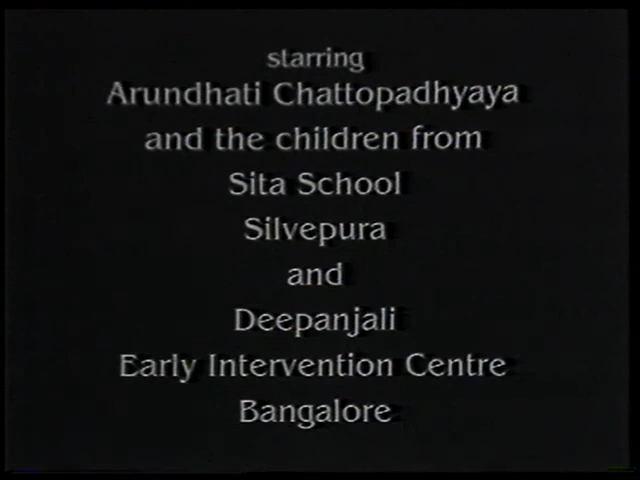 starring
Arundhati Chattopadhyaya
and the children from
Sita School
Silvepura
and
Deepanjali
Early Intervention Centre
Bangalore